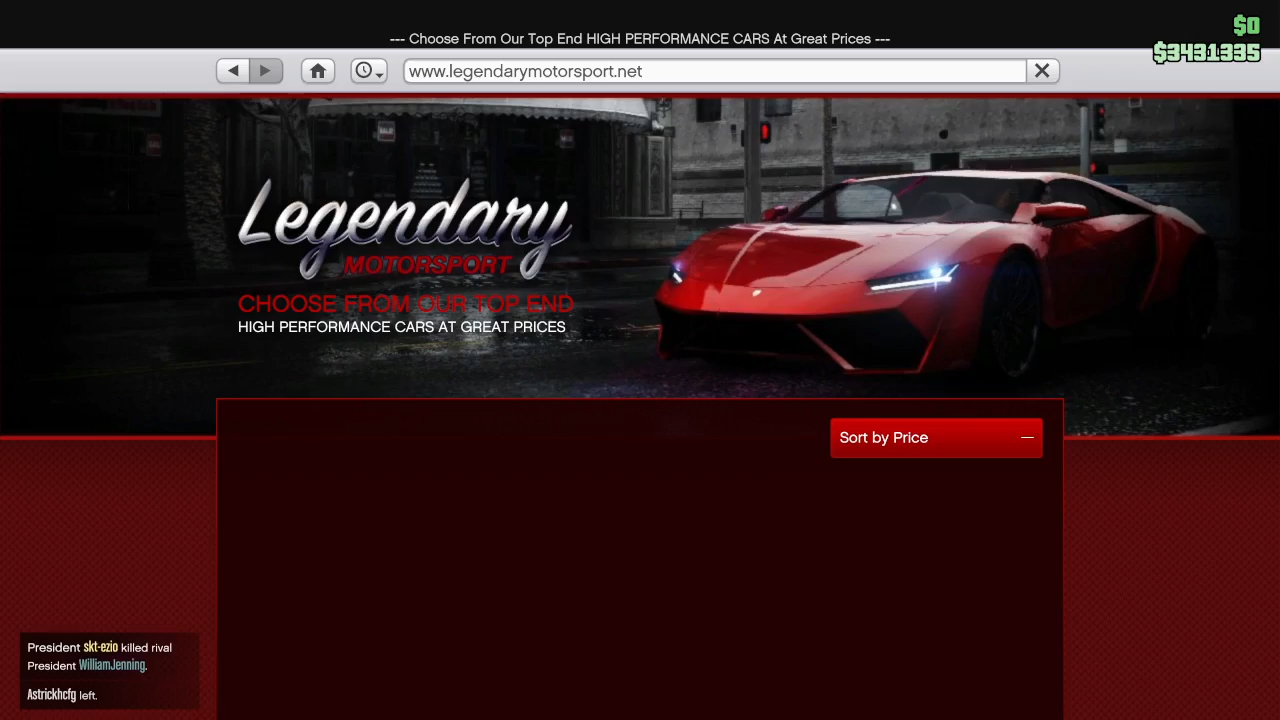 $0
--- Choose From Our Top End HIGH PERFORMANCE CARS At Great Prices ---
$3431335
www.legendarymotorsport.net
SALE!
Legendary
MOTORSPORT
CHOOSE FROM OUR TOP END
HIGH PERFORMANCE CARS AT GREAT PRICES
Sort by Price
President skt-ezio killed rival
President WilliamJenning.
Astrickhcfg left.